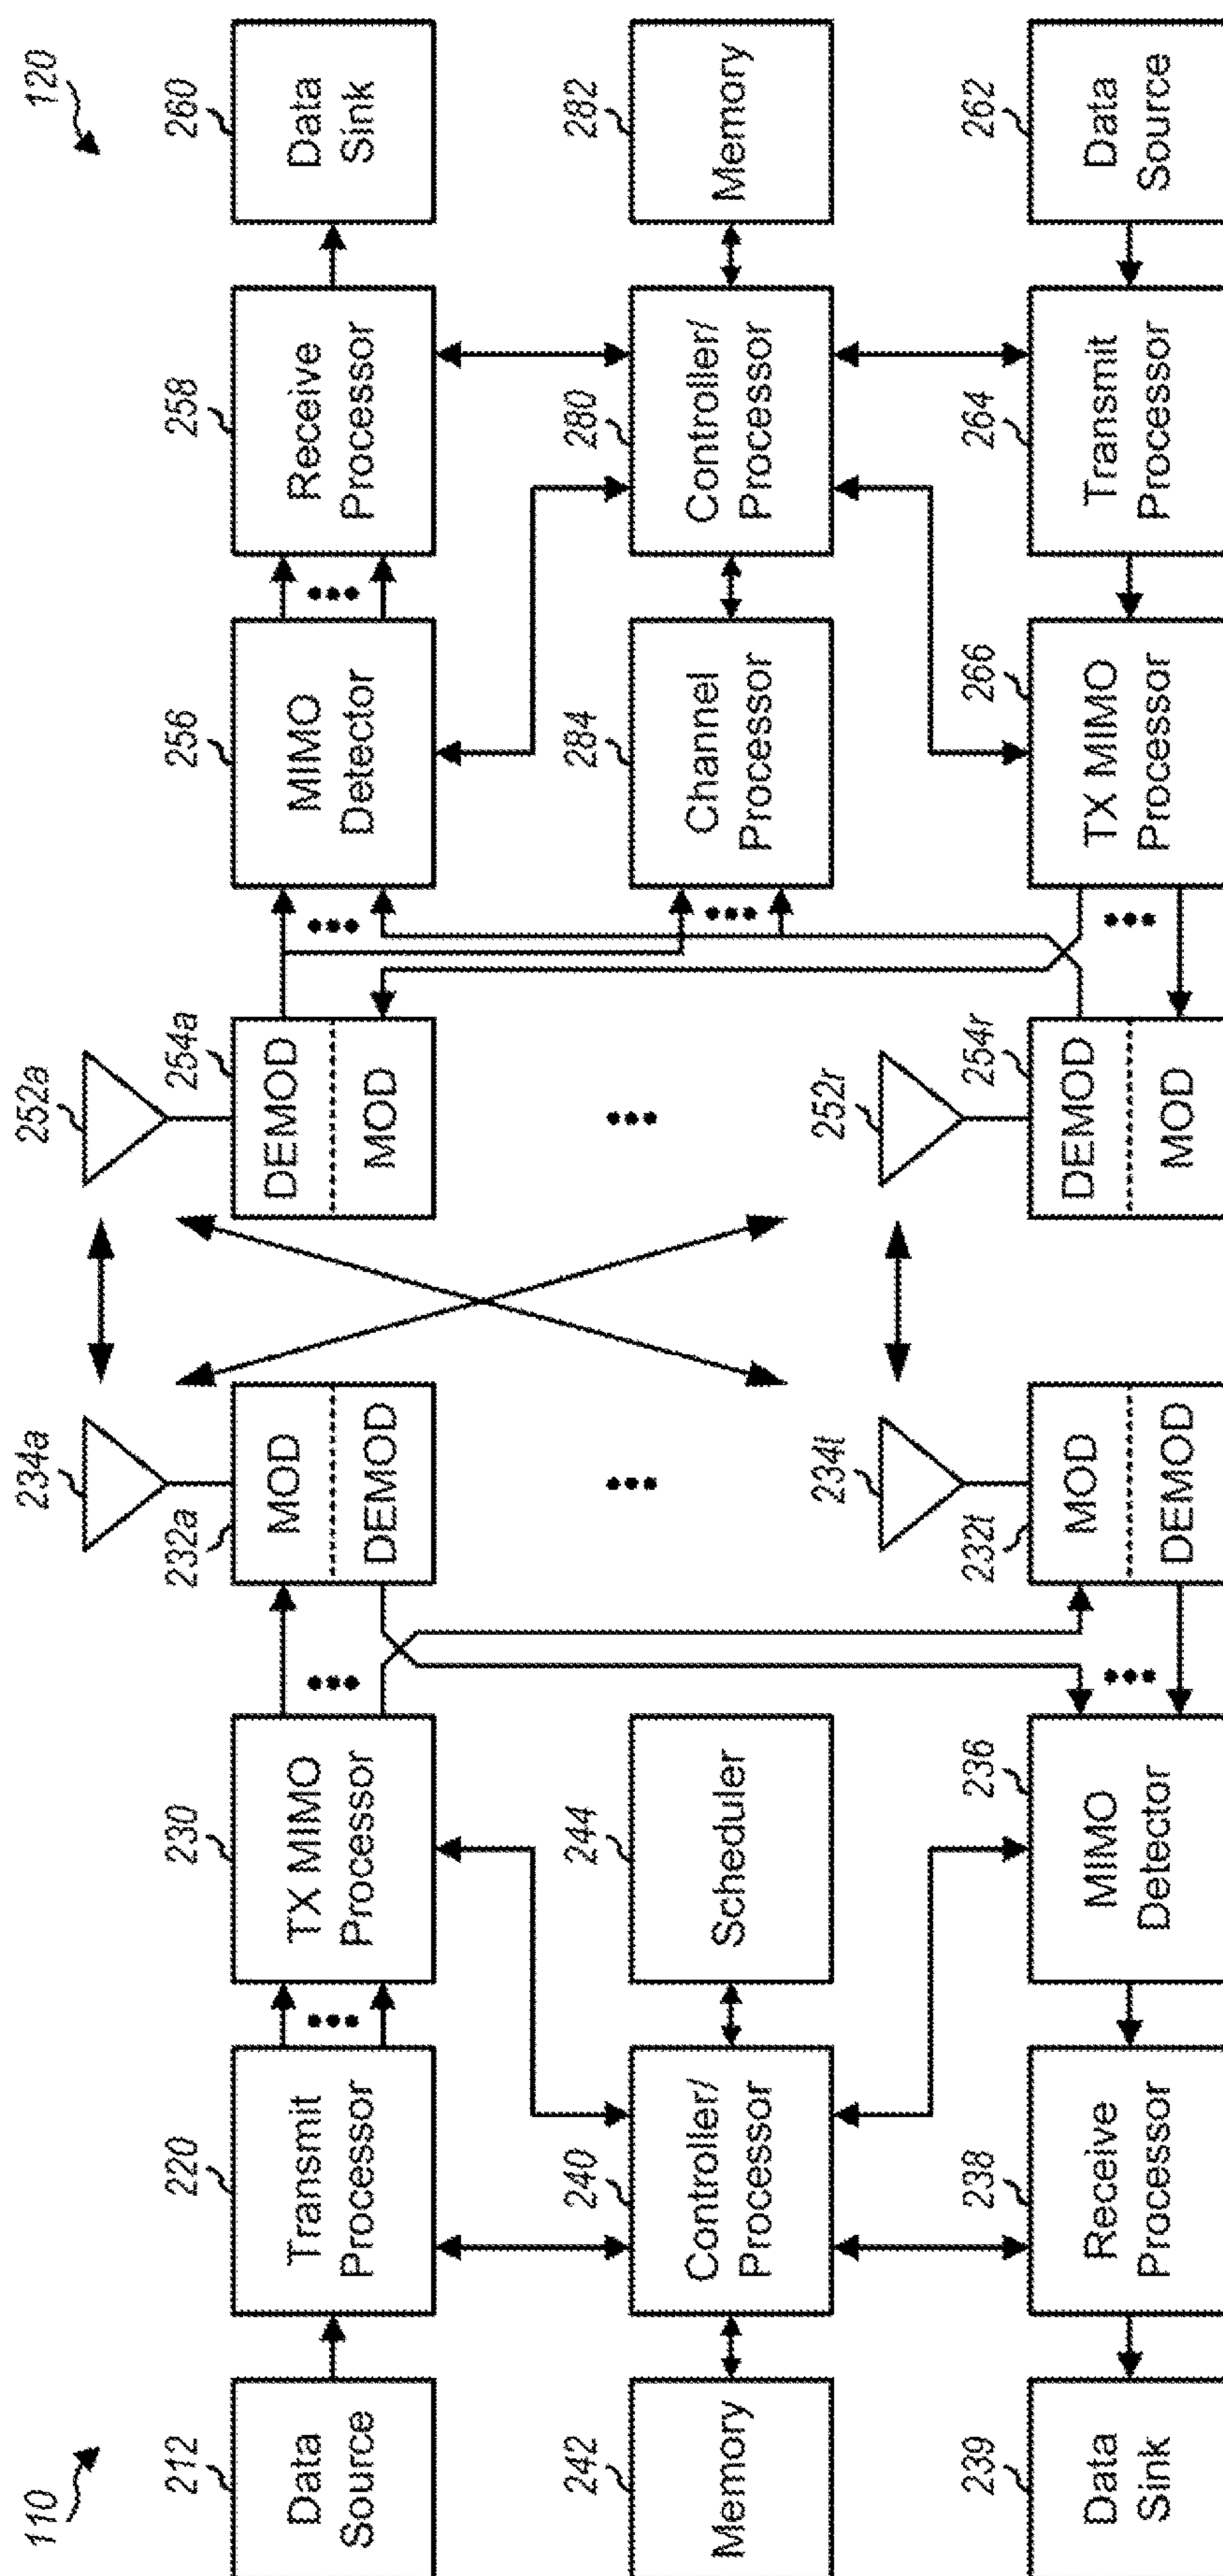 110
120
212
Data
Source
220
Transmit
Processor
230
TX MIMO
Processor
232a
MOD
DEMOD
234a
252a
254a
DEMOD
MOD
256
MIMO
Detector
258
Receive
Processor
260
Data
Sink
242
Memory
240
Controller/
Processor
244
Scheduler
284
Channel
Processor
280
Controller/
Processor
282
Memory
239
Data
Sink
238
Receive
Processor
236
MIMO
Detector
232t
MOD
DEMOD
234t
252r
254r
DEMOD
MOD
266
TX MIMO
Processor
264
Transmit
Processor
262
Data
Source